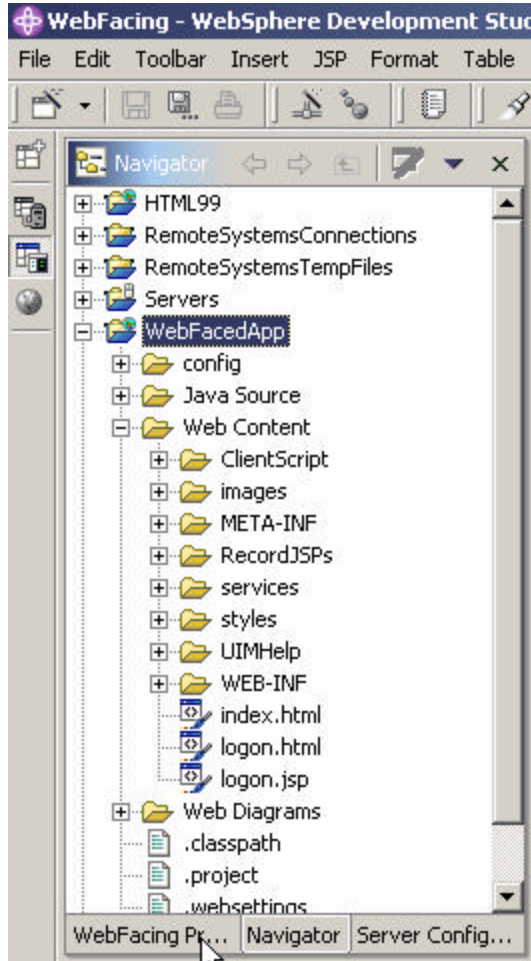 WebFacing - WebSphere Development Stud
File Edit Toolbar Insert JSP Format Table
Navigator
HTML99
RemoteSystemsConnections
RemoteSystemsTempFiles
Servers
WebFacedApp
config
Java Source
Web Content
ClientScript
images
META-INF
RecordJSPs
services
styles
UIMHelp
WEB-INF
index.html
logon.html
logon.jsp
Web Diagrams
.classpath
.project
.websettings
WebFacing Pr... Navigator Server Config...